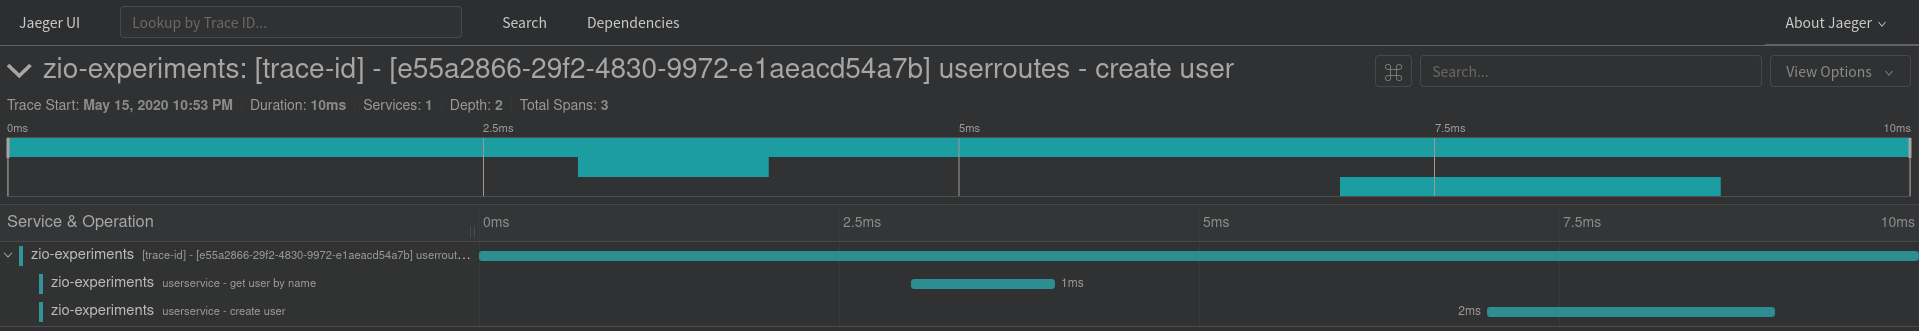 Jaeger UI Lookup by Trace ID... Search Dependencies About Jaeger
zio-experiments: [trace-id] - [e55a2866-29f2-4830-9972-e1aeacd54a7b] userroutes - create user ⌘ Search... View Options
Trace Start: May 15, 2020 10:53 PM Duration: 10ms Services: 1 Depth: 2 Total Spans: 3
0ms 2.5ms 5ms 7.5ms 10ms
Service & Operation 0ms 2.5ms 5ms 7.5ms 10ms
zio-experiments [trace-id] - [e55a2866-29f2-4830-9972-e1aeacd54a7b] userrout...
zio-experiments userservice - get user by name 1ms
zio-experiments userservice - create user 2ms